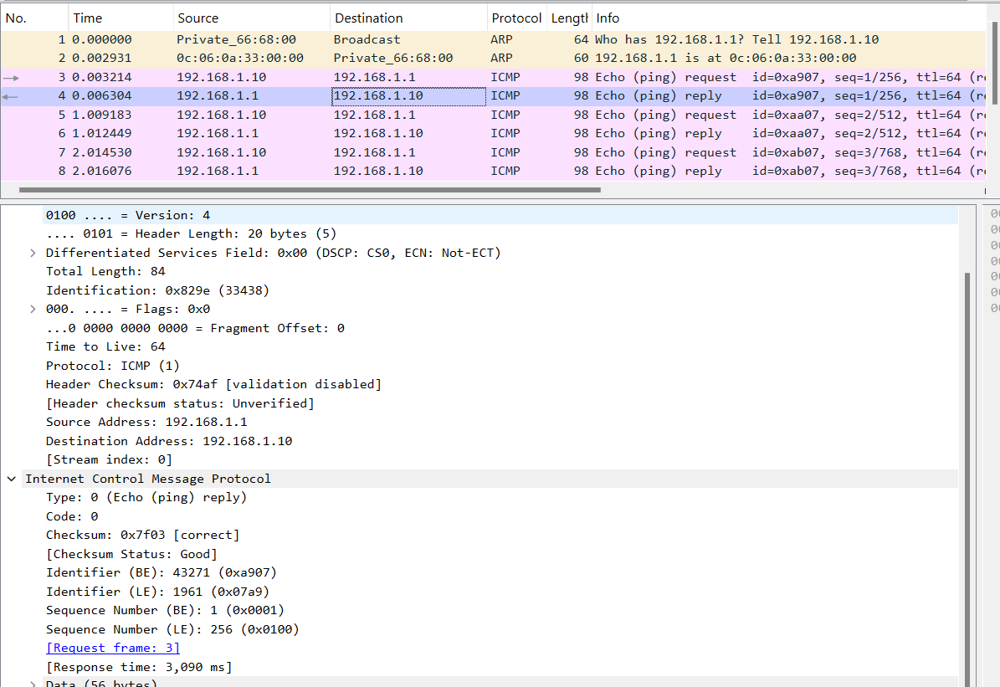 No. Time Source Destination Protocol Lengtł Info
1 0.000000 Private_66:68:00 Broadcast ARP 64 Who has 192.168.1.1? Tell 192.168.1.10
2 0.002931 0c:06:0a:33:00:00 Private_66:68:00 ARP 60 192.168.1.1 is at 0c:06:0a:33:00:00
3 0.003214 192.168.1.10 192.168.1.1 ICMP 98 Echo (ping) request id=0xa907, seq=1/256, ttl=64 (re
4 0.006304 192.168.1.1 192.168.1.10 ICMP 98 Echo (ping) reply id=0xa907, seq=1/256, ttl=64 (re
5 1.009183 192.168.1.10 192.168.1.1 ICMP 98 Echo (ping) request id=0xaa07, seq=2/512, ttl=64 (re
6 1.012449 192.168.1.1 192.168.1.10 ICMP 98 Echo (ping) reply id=0xaa07, seq=2/512, ttl=64 (re
7 2.014530 192.168.1.10 192.168.1.1 ICMP 98 Echo (ping) request id=0xab07, seq=3/768, ttl=64 (re
8 2.016076 192.168.1.1 192.168.1.10 ICMP 98 Echo (ping) reply id=0xab07, seq=3/768, ttl=64 (re
0100 .... = Version: 4
.... 0101 = Header Length: 20 bytes (5)
Differentiated Services Field: 0x00 (DSCP: CS0, ECN: Not-ECT)
Total Length: 84
Identification: 0x829e (33438)
000. .... = Flags: 0x0
...0 0000 0000 0000 = Fragment Offset: 0
Time to Live: 64
Protocol: ICMP (1)
Header Checksum: 0x74af [validation disabled]
[Header checksum status: Unverified]
Source Address: 192.168.1.1
Destination Address: 192.168.1.10
[Stream index: 0]
Internet Control Message Protocol
Type: 0 (Echo (ping) reply)
Code: 0
Checksum: 0x7f03 [correct]
[Checksum Status: Good]
Identifier (BE): 43271 (0xa907)
Identifier (LE): 1961 (0x07a9)
Sequence Number (BE): 1 (0x0001)
Sequence Number (LE): 256 (0x0100)
[Request frame: 3]
[Response time: 3,090 ms]
Data (56 bytes)